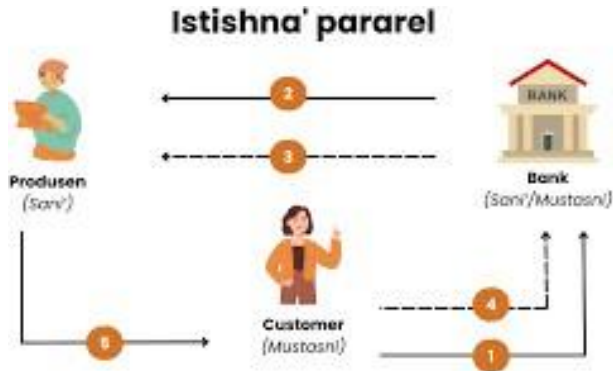 Istishna' pararel
2
BANK
3
Produsen
(Sani')
Bank
(Sani'/Mustasni)
4
Customer
(Mustasni)
5
1